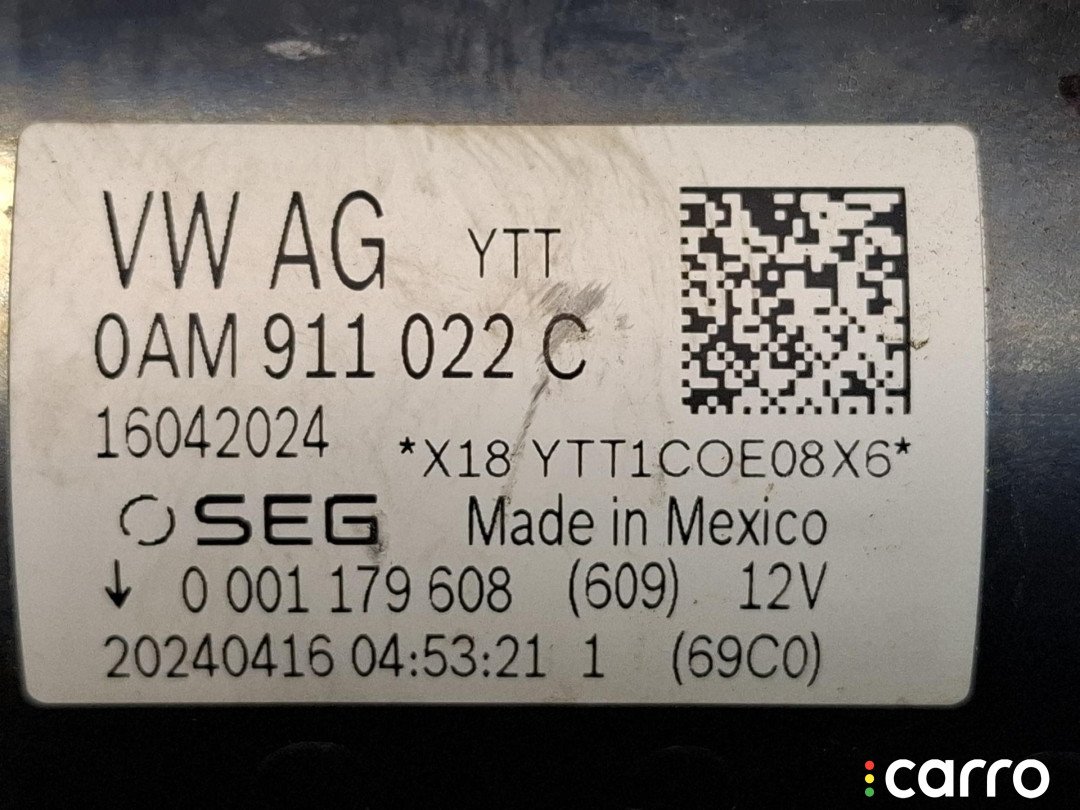 VW AG YTT
0AM 911 022 C
16042024
*X18 YTT1COE08X6*
SEG Made in Mexico
↓ 0 001 179 608 (609) 12V
20240416 04:53:21 1 (69C0)
carro